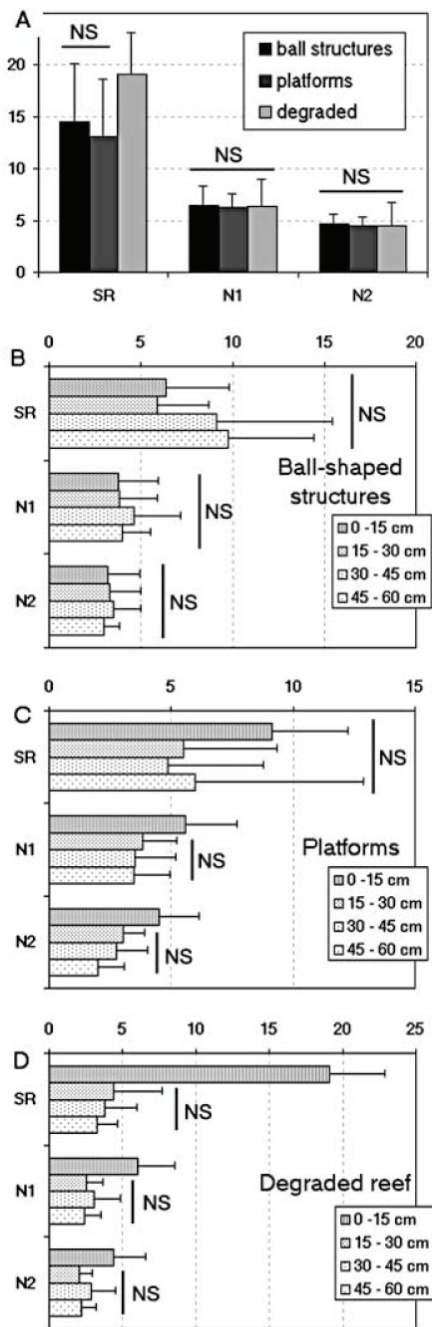 A
NS
ball structures
platforms
degraded
20
15
10
5
0
NS
NS
SR N1 N2
B
0 5 10 15 20
SR
NS
Ball-shaped
structures
N1
NS
0 -15 cm
15 - 30 cm
30 - 45 cm
45 - 60 cm
N2
NS
0 5 10 15
C
SR
NS
N1
NS
Platforms
0 -15 cm
15 - 30 cm
30 - 45 cm
45 - 60 cm
N2
NS
0 5 10 15 20 25
D
SR
NS
N1
NS
Degraded reef
0 -15 cm
15 - 30 cm
30 - 45 cm
45 - 60 cm
N2
NS